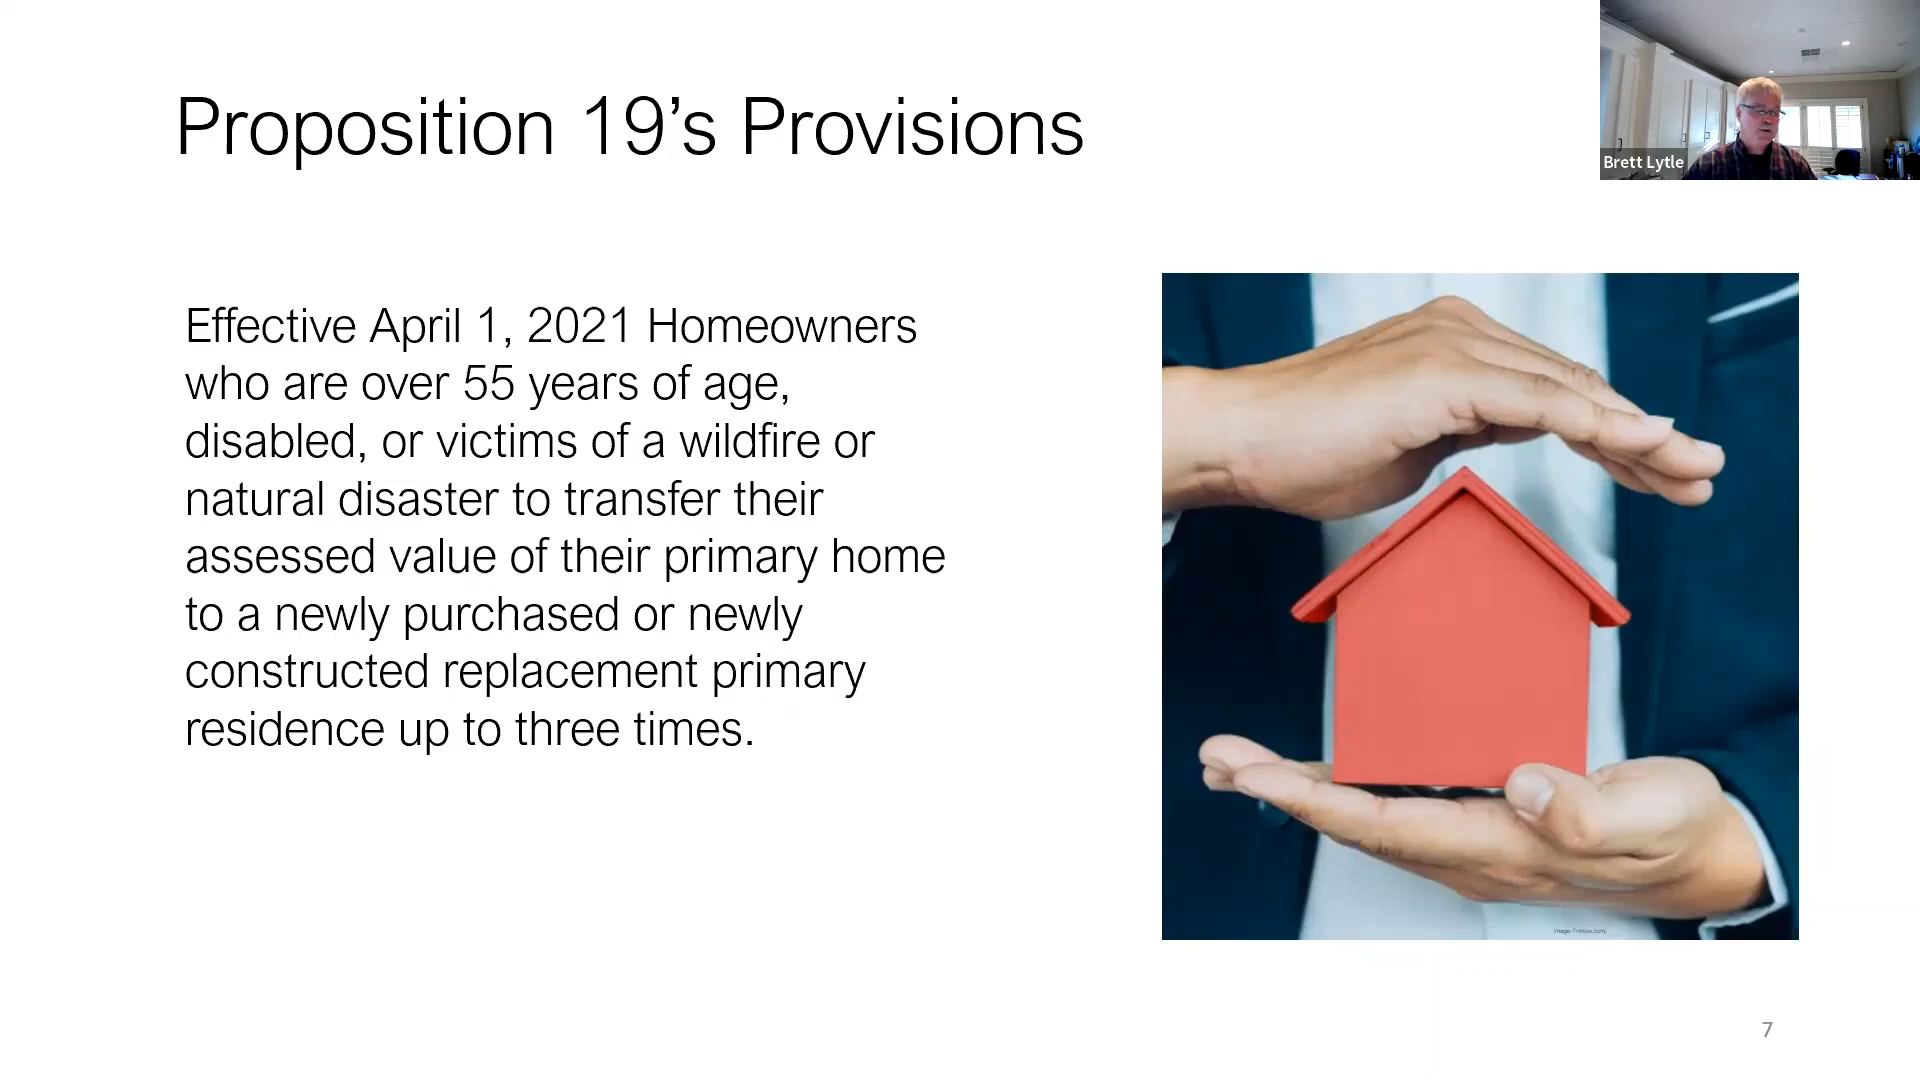 Proposition 19’s Provisions
Brett Lytle
Effective April 1, 2021 Homeowners
who are over 55 years of age,
disabled, or victims of a wildfire or
natural disaster to transfer their
assessed value of their primary home
to a newly purchased or newly
constructed replacement primary
residence up to three times.
7